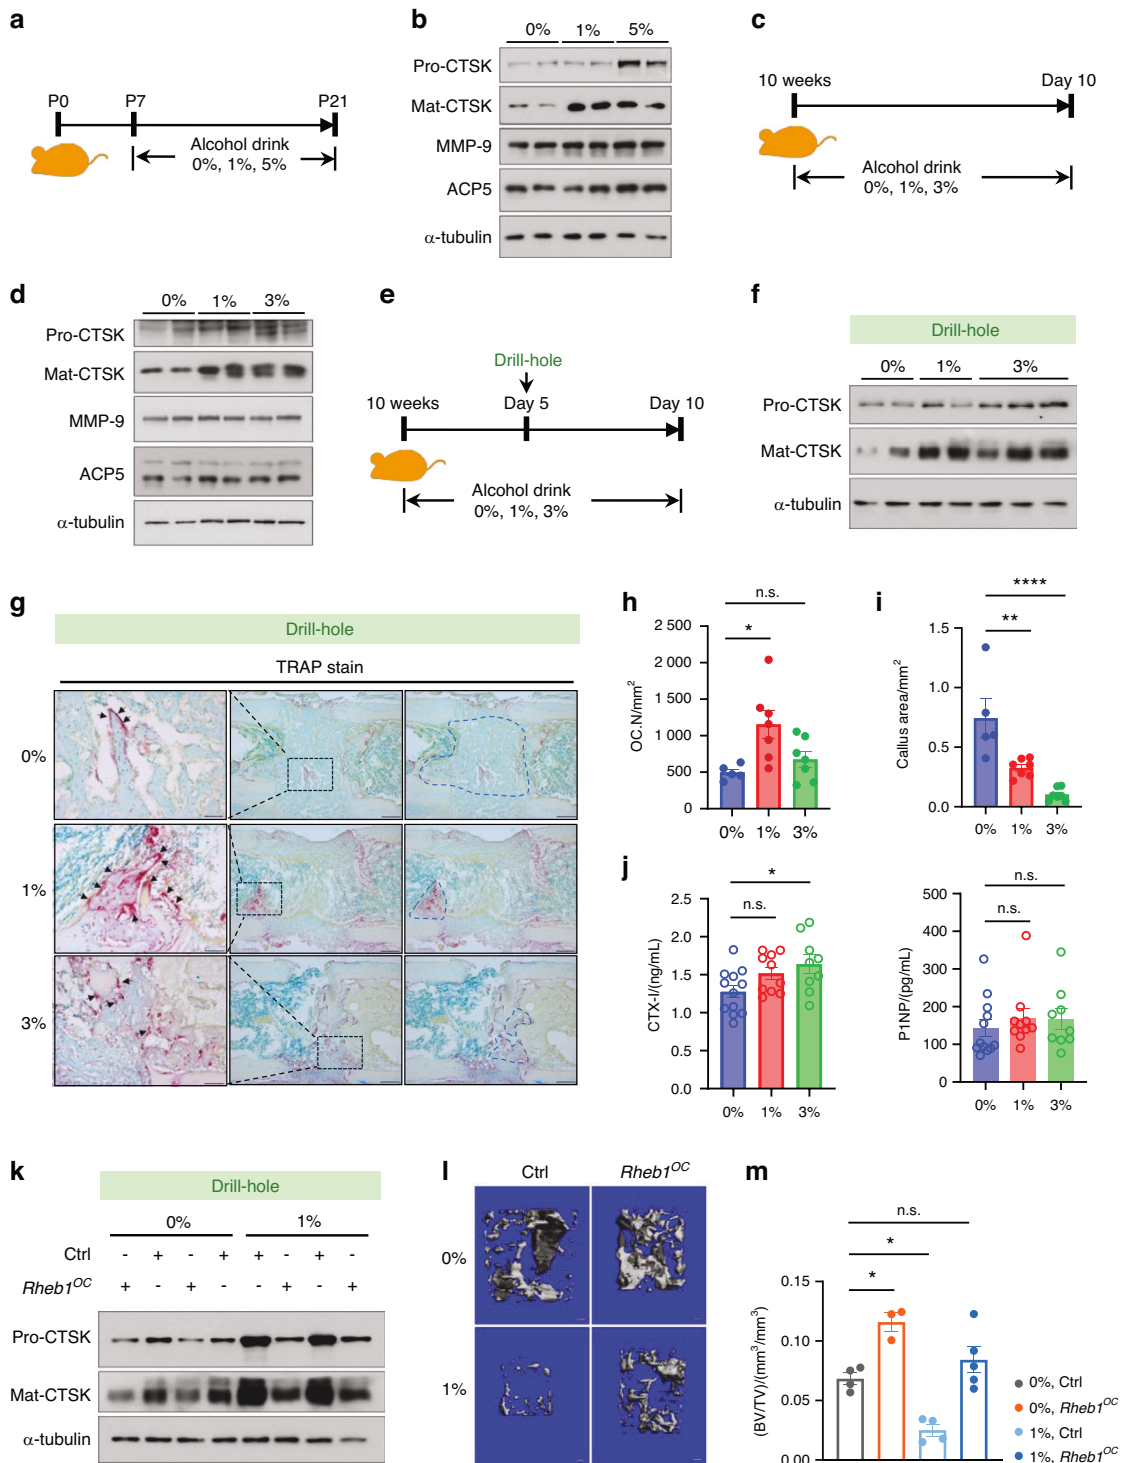 a
P0 P7 P21
Alcohol drink
0%, 1%, 5%
b
0% 1% 5%
Pro-CTSK
Mat-CTSK
MMP-9
ACP5
α-tubulin
c
10 weeks Day 10
Alcohol drink
0%, 1%, 3%
d
0% 1% 3%
Pro-CTSK
Mat-CTSK
MMP-9
ACP5
α-tubulin
e
Drill-hole
10 weeks Day 5 Day 10
Alcohol drink
0%, 1%, 3%
f
Drill-hole
0% 1% 3%
Pro-CTSK
Mat-CTSK
α-tubulin
g
Drill-hole
TRAP stain
0%
1%
3%
h
n.s.
*
2 500
2 000
1 500
1 000
500
0
OC.N/mm²
0% 1% 3%
i
****
**
1.5
1.0
0.5
0.0
Callus area/mm²
0% 1% 3%
j
*
n.s.
2.5
2.0
1.5
1.0
0.5
0.0
CTX-I/(ng/mL)
0% 1% 3%
n.s.
n.s.
500
400
300
200
100
0
P1NP/(pg/mL)
0% 1% 3%
k
Drill-hole
0% 1%
Ctrl - + - + + - + -
Rheb1ᴼᶜ + - + - - + - +
Pro-CTSK
Mat-CTSK
α-tubulin
l
Ctrl Rheb1ᴼᶜ
0%
1%
m
n.s.
*
*
0.15
0.10
0.05
0.00
(BV/TV)/(mm³/mm³)
0%, Ctrl
0%, Rheb1ᴼᶜ
1%, Ctrl
1%, Rheb1ᴼᶜ